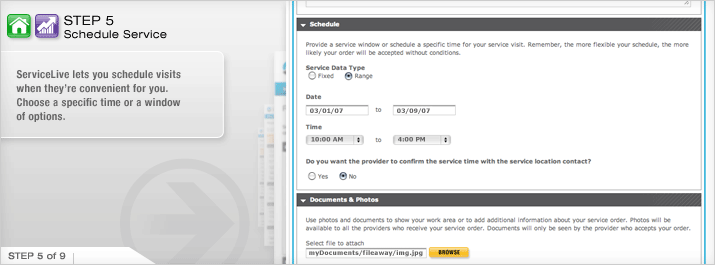 STEP 5
Schedule Service
ServiceLive lets you schedule visits
when they're convenient for you.
Choose a specific time or a window
of options.
STEP 5 of 9
Schedule
Provide a service window or schedule a specific time for your service visit. Remember, the more flexible your schedule, the more
likely your order will be accepted without conditions.
Service Data Type
Fixed Range
Date
03/01/07 to 03/09/07
Time
10:00 AM to 4:00 PM
Do you want the provider to confirm the service time with the service location contact?
Yes No
Documents & Photos
Use photos and documents to show your work area or to add additional information about your service order. Photos will be
available to all the providers who receive your service order. Documents will only be seen by the provider who accepts your order.
Select file to attach
myDocuments/fileaway/img.jpg BROWSE